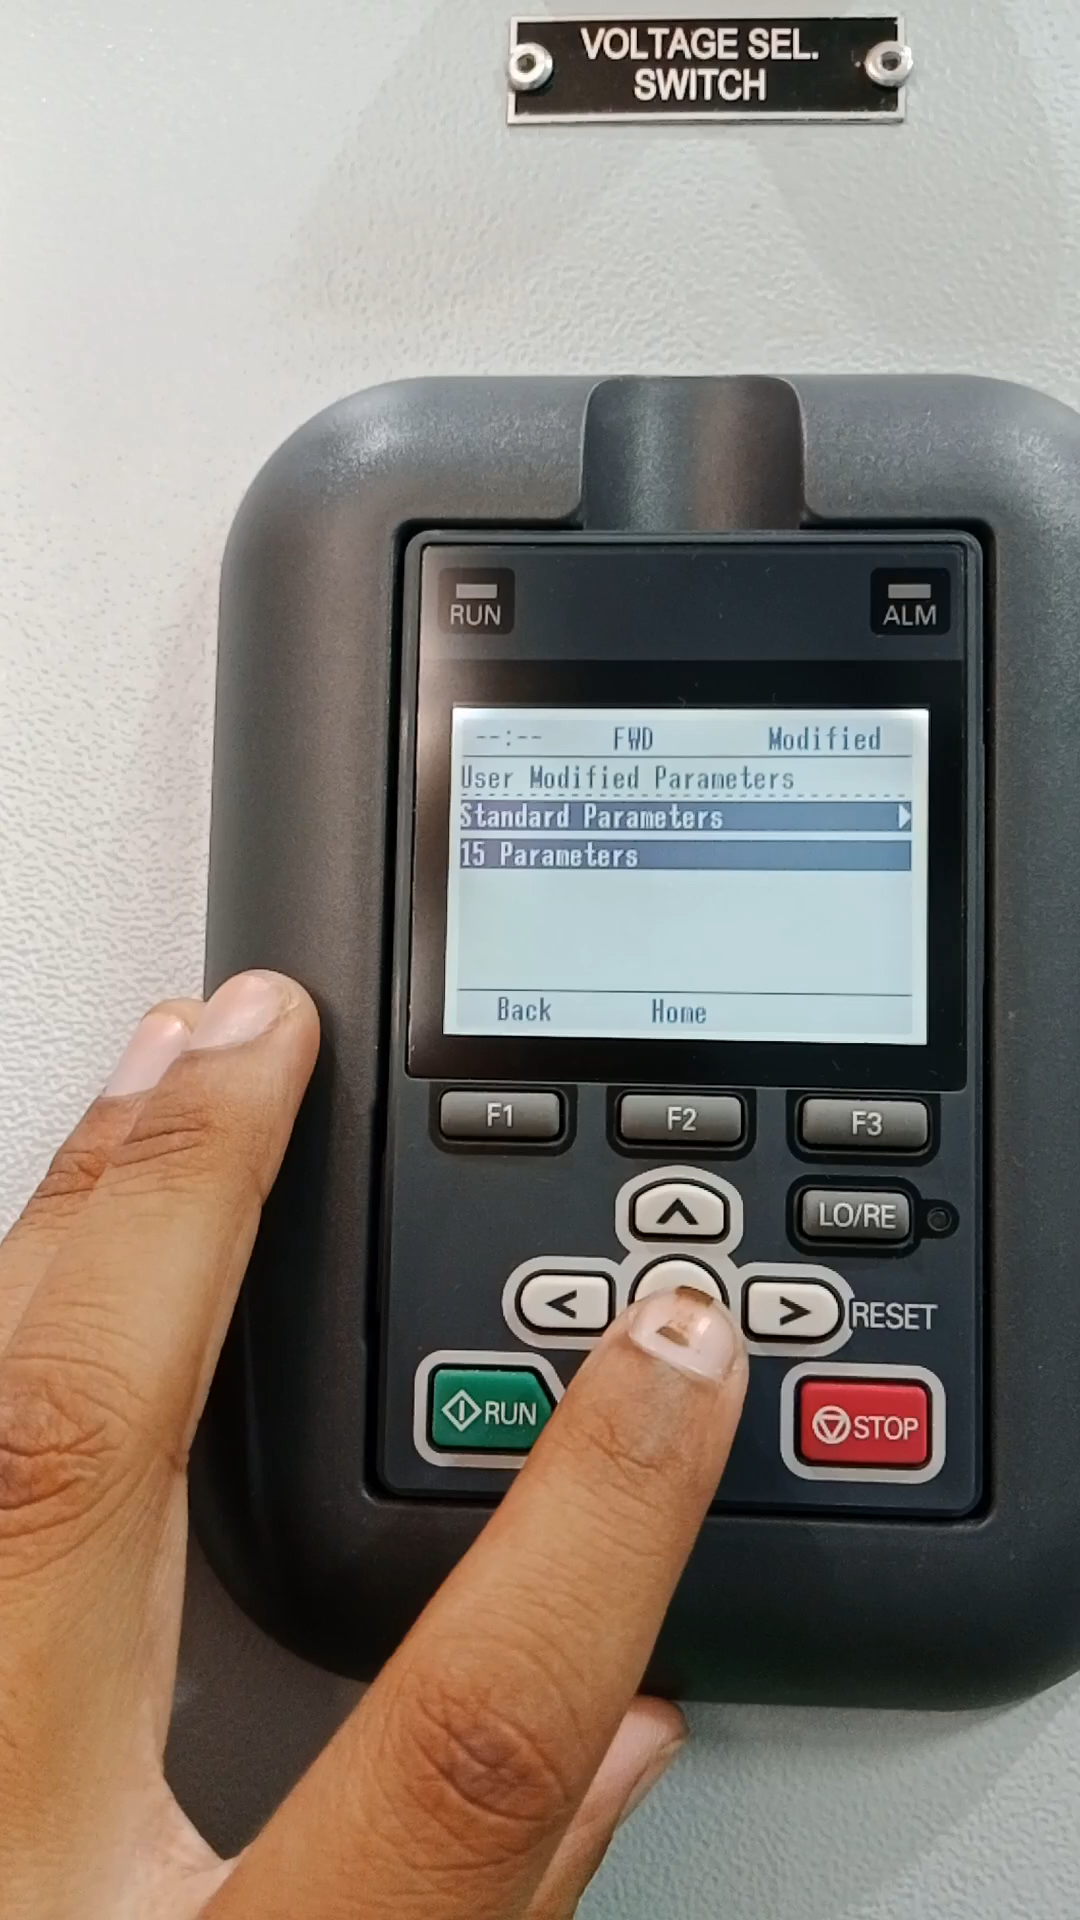 VOLTAGE SEL.
SWITCH
RUN
ALM
--:-- FWD Modified
User Modified Parameters
Standard Parameters
15 Parameters
Back Home
F1 F2 F3
LO/RE
RESET
RUN
STOP